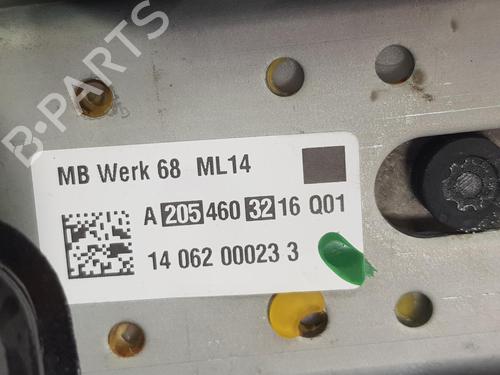 B-PARTS
MB Werk 68 ML14
A 205 460 32 16 Q01
14 062 00023 3